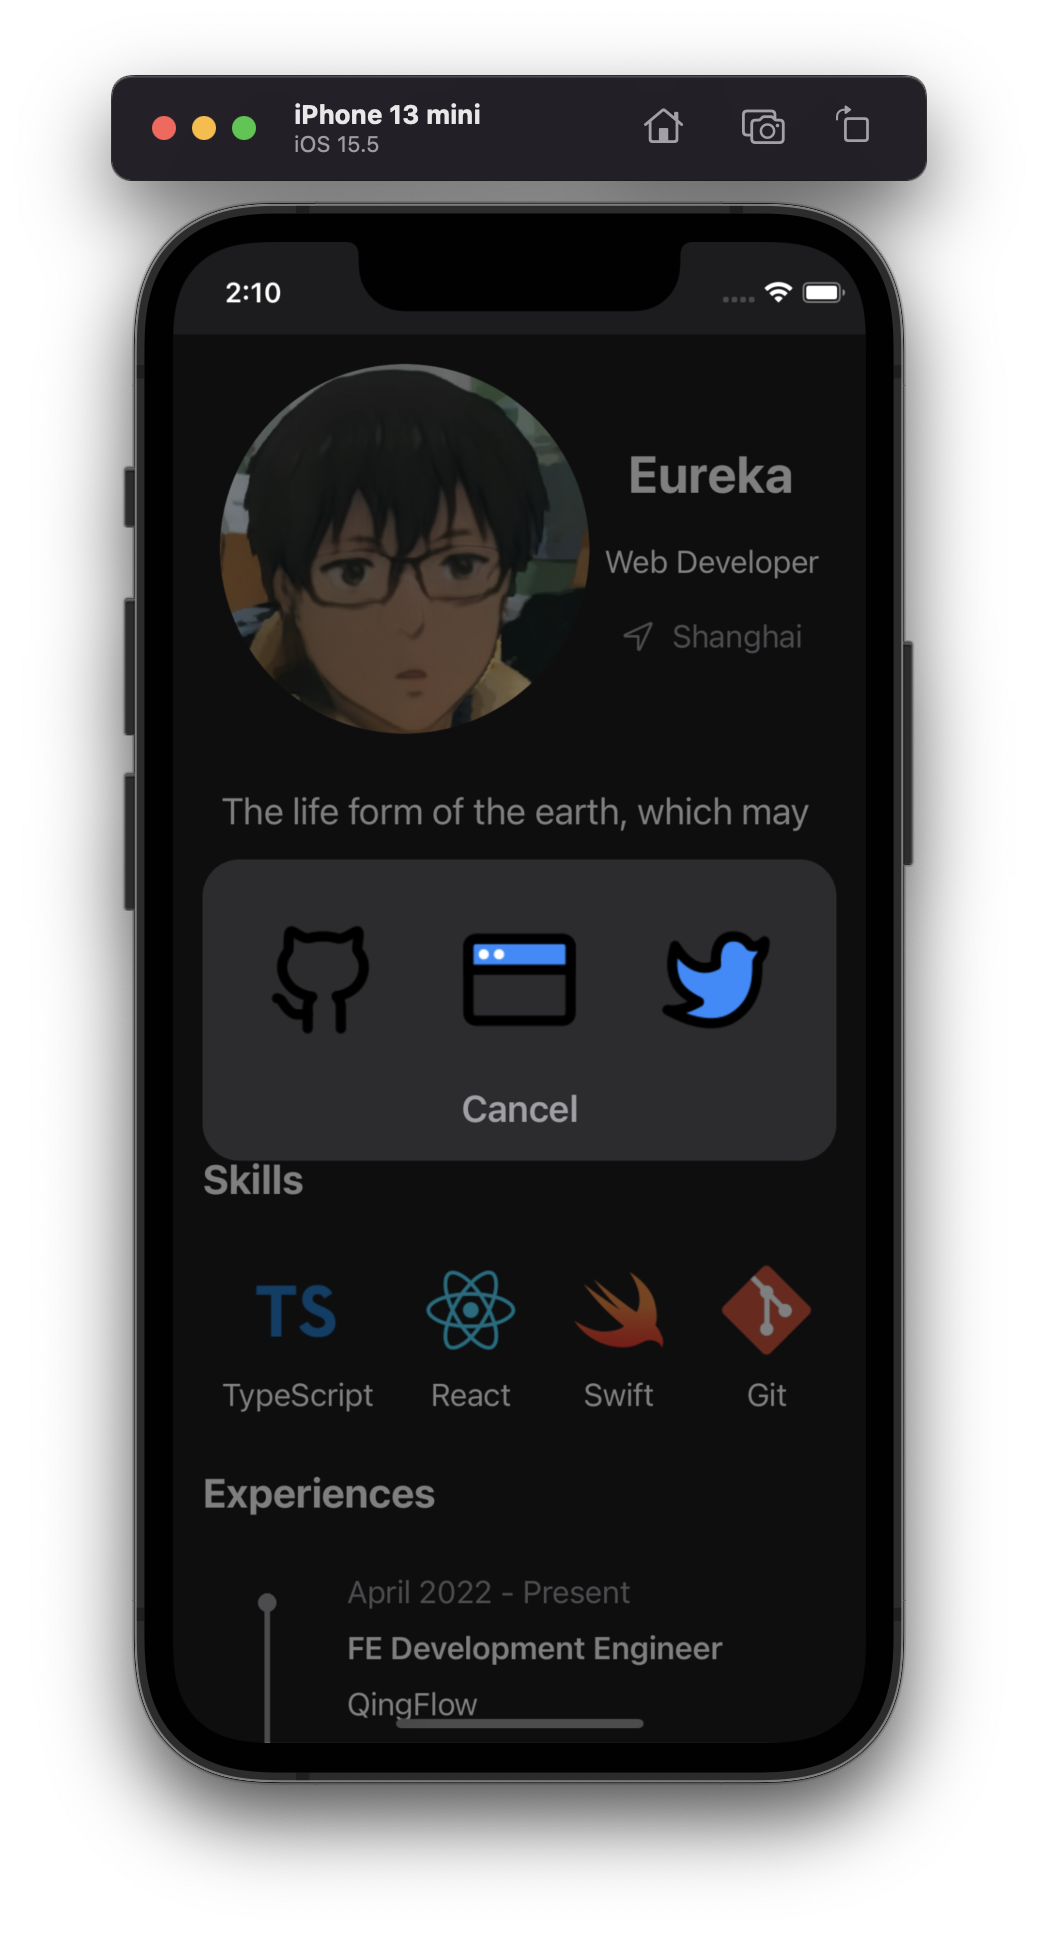 iPhone 13 mini
iOS 15.5
2:10
Eureka
Web Developer
Shanghai
The life form of the earth, which may
Cancel
Skills
TS
TypeScript
React
Swift
Git
Experiences
April 2022 - Present
FE Development Engineer
QingFlow